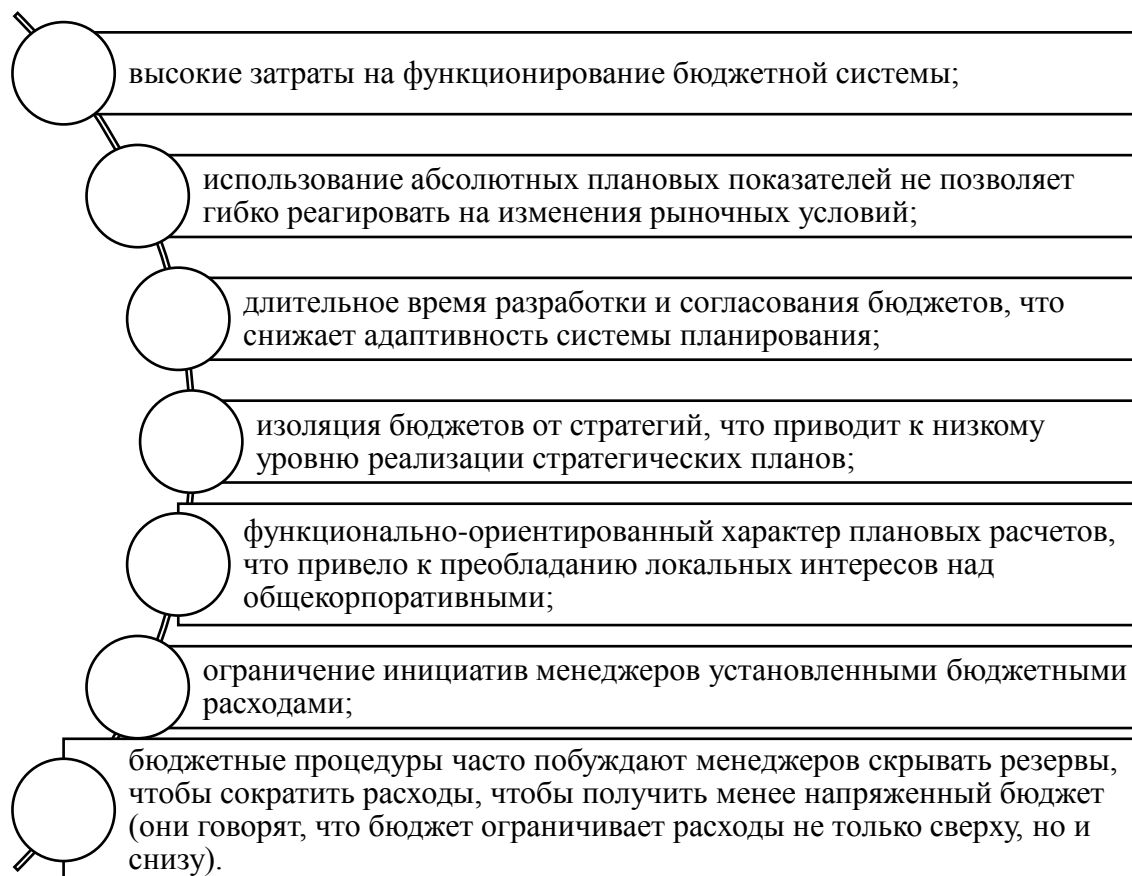 высокие затраты на функционирование бюджетной системы;
использование абсолютных плановых показателей не позволяет
гибко реагировать на изменения рыночных условий;
длительное время разработки и согласования бюджетов, что
снижает адаптивность системы планирования;
изоляция бюджетов от стратегий, что приводит к низкому
уровню реализации стратегических планов;
функционально-ориентированный характер плановых расчетов,
что привело к преобладанию локальных интересов над
общекорпоративными;
ограничение инициатив менеджеров установленными бюджетными
расходами;
бюджетные процедуры часто побуждают менеджеров скрывать резервы,
чтобы сократить расходы, чтобы получить менее напряженный бюджет
(они говорят, что бюджет ограничивает расходы не только сверху, но и
снизу).